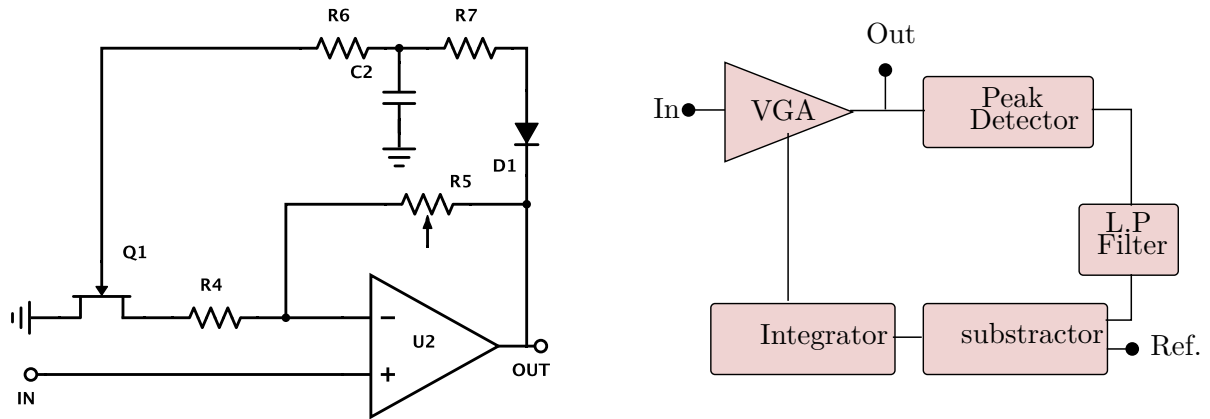 R6
R7
C2
D1
R5
Q1
R4
U2
−
+
IN
OUT
Out
In
VGA
Peak
Detector
L.P
Filter
Integrator
substractor
Ref.